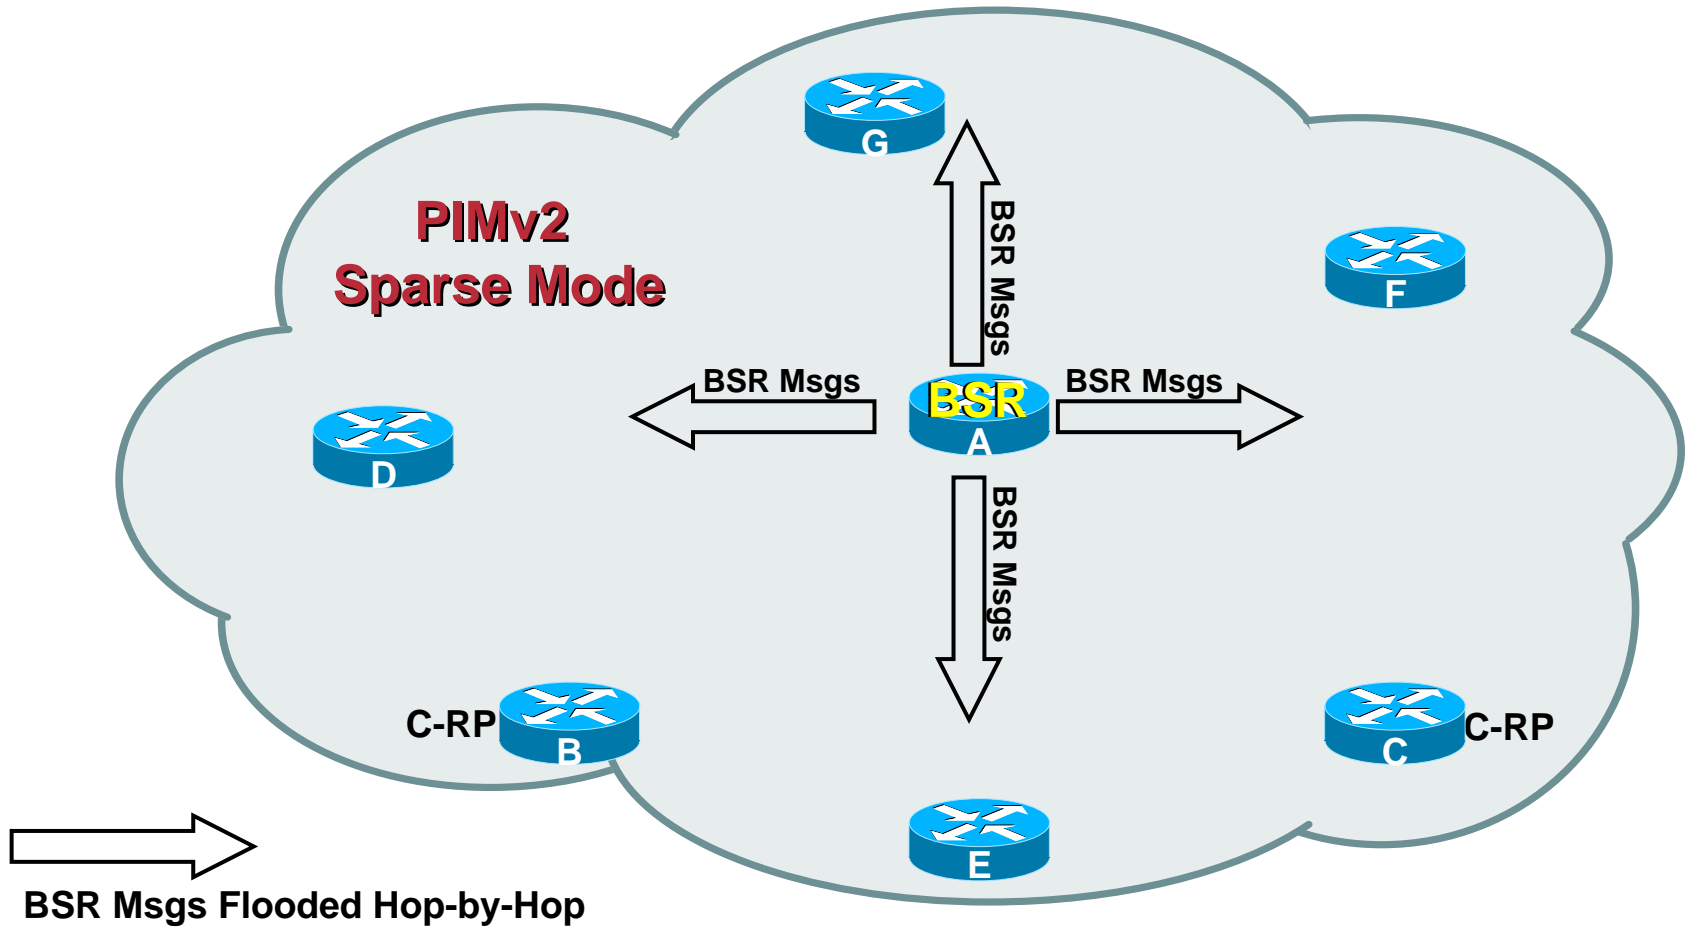 G
PIMv2
Sparse Mode
BSR Msgs
F
BSR Msgs
BSR
A
BSR Msgs
D
BSR Msgs
C-RP
B
C
C-RP
E
BSR Msgs Flooded Hop-by-Hop